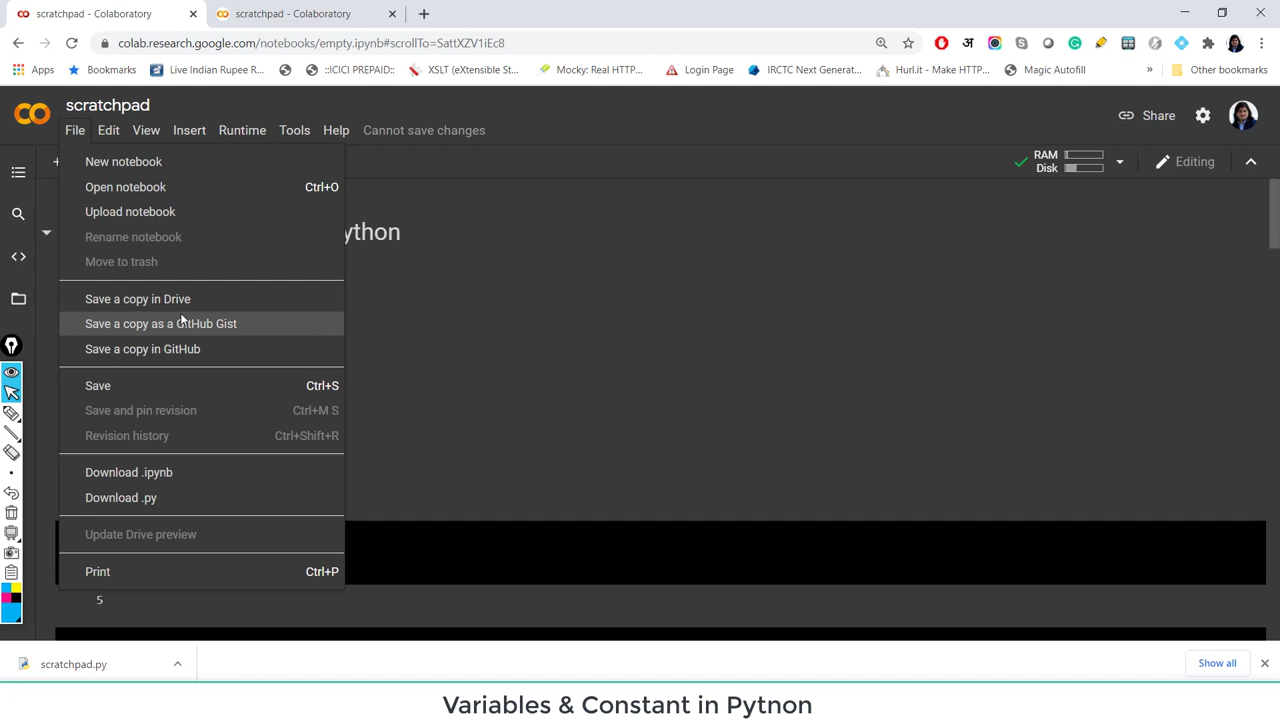 scratchpad - Colaboratory
scratchpad - Colaboratory
colab.research.google.com/notebooks/empty.ipynb#scrollTo=SattXZV1iEc8
Apps
Bookmarks
Live Indian Rupee R...
::ICICI PREPAID::
XSLT (eXtensible St...
Mocky: Real HTTP...
Login Page
IRCTC Next Generat...
Hurl.it - Make HTTP...
Magic Autofill
»
Other bookmarks
scratchpad
File Edit View Insert Runtime Tools Help Cannot save changes
Share
RAM
Disk
Editing
New notebook
Open notebook Ctrl+O
Upload notebook
Rename notebook
ython
Move to trash
Save a copy in Drive
Save a copy as a GitHub Gist
Save a copy in GitHub
Save Ctrl+S
Save and pin revision Ctrl+M S
Revision history Ctrl+Shift+R
Download .ipynb
Download .py
Update Drive preview
Print Ctrl+P
5
scratchpad.py
Show all
Variables & Constant in Pytnon